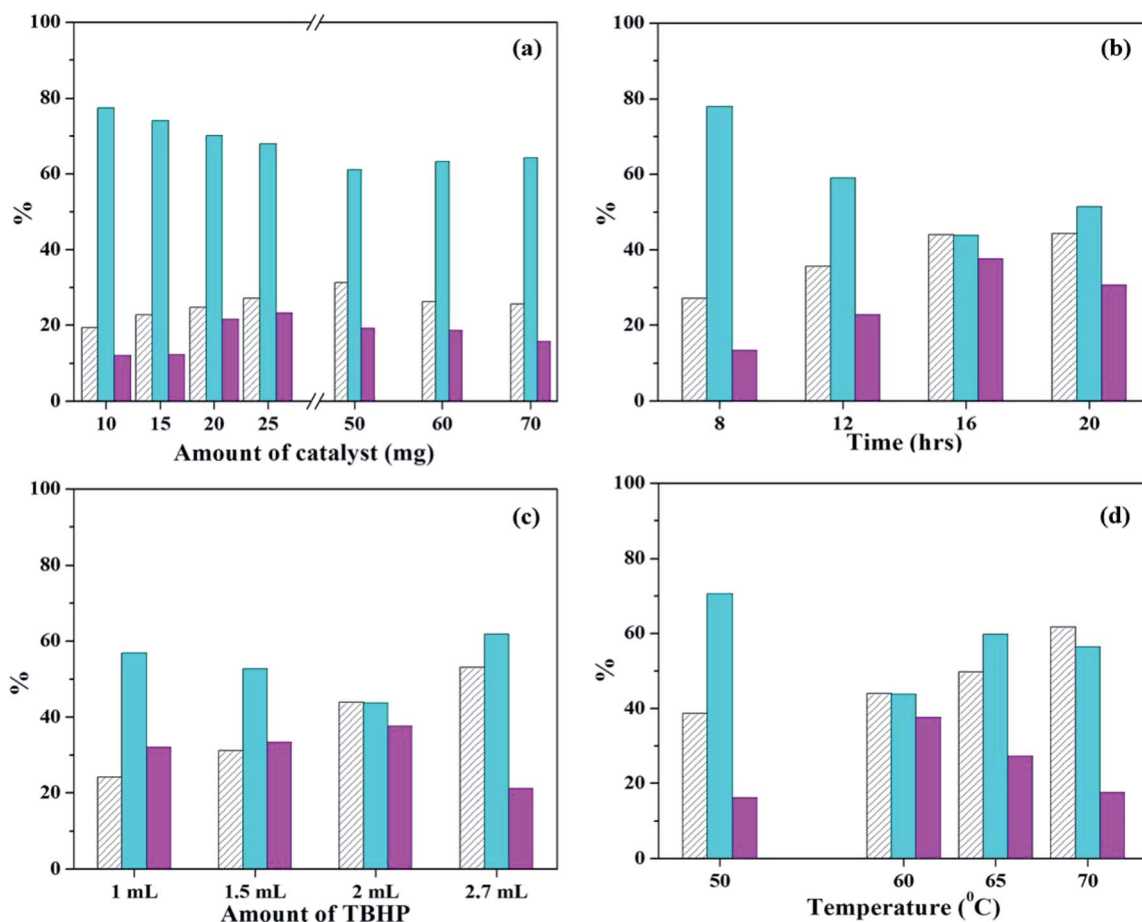 (a)
100
80
60
40
20
0
%
10 15 20 25 50 60 70
Amount of catalyst (mg)
(b)
100
80
60
40
20
0
%
8 12 16 20
Time (hrs)
(c)
100
80
60
40
20
0
%
1 mL 1.5 mL 2 mL 2.7 mL
Amount of TBHP
(d)
100
80
60
40
20
0
%
50 60 65 70
Temperature (⁰C)